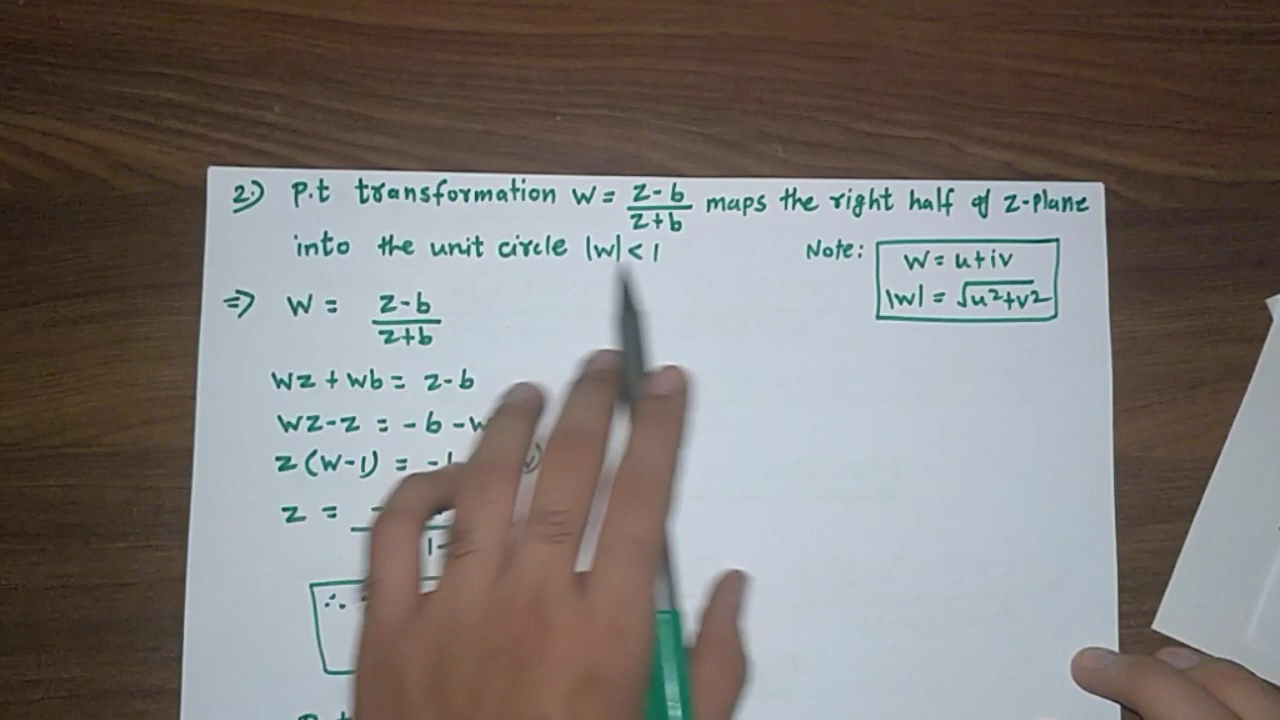 2.) P.t transformation W = z-b / z+b maps the right half of z-plane
into the unit circle |w| < 1
Note: W = u+iv
|w| = √u²+v²
=> W = z-b / z+b
Wz + Wb = z-b
Wz-z = -b -w
z(W-1) =
z =
∴